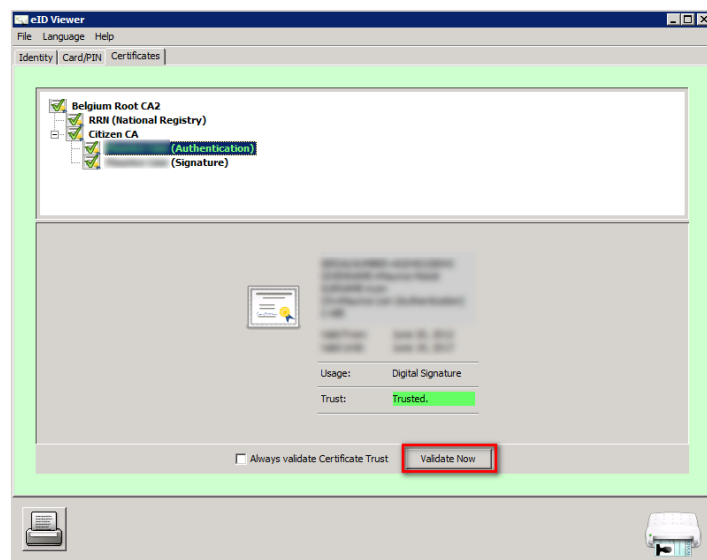 eID Viewer
File Language Help
Identity Card/PIN Certificates
Belgium Root CA2
RRN (National Registry)
Citizen CA
(Authentication)
(Signature)
Usage: Digital Signature
Trust: Trusted.
Always validate Certificate Trust Validate Now